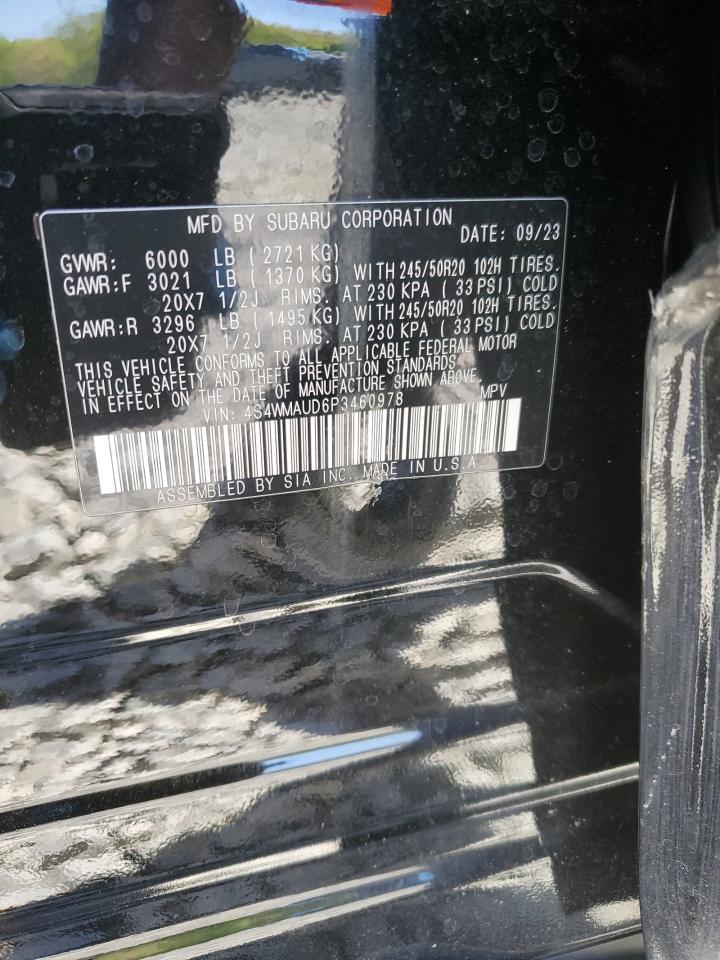 MFD BY SUBARU CORPORATION
DATE: 09/23
GVWR: 6000 LB ( 2721 KG)
GAWR:F 3021 LB ( 1370 KG) WITH 245/50R20 102H TIRES.
20X7 1/2J. RIMS. AT 230 KPA ( 33 PSI) COLD
GAWR:R 3296 LB ( 1495 KG) WITH 245/50R20 102H TIRES.
20X7 1/2J. RIMS. AT 230 KPA ( 33 PSI) COLD
THIS VEHICLE CONFORMS TO ALL APPLICABLE FEDERAL MOTOR
VEHICLE SAFETY AND THEFT PREVENTION STANDARDS
IN EFFECT ON THE DATE OF MANUFACTURE SHOWN ABOVE.
VIN: 4S4WMAUD6P3460978 MPV
ASSEMBLED BY SIA INC. MADE IN U.S.A.